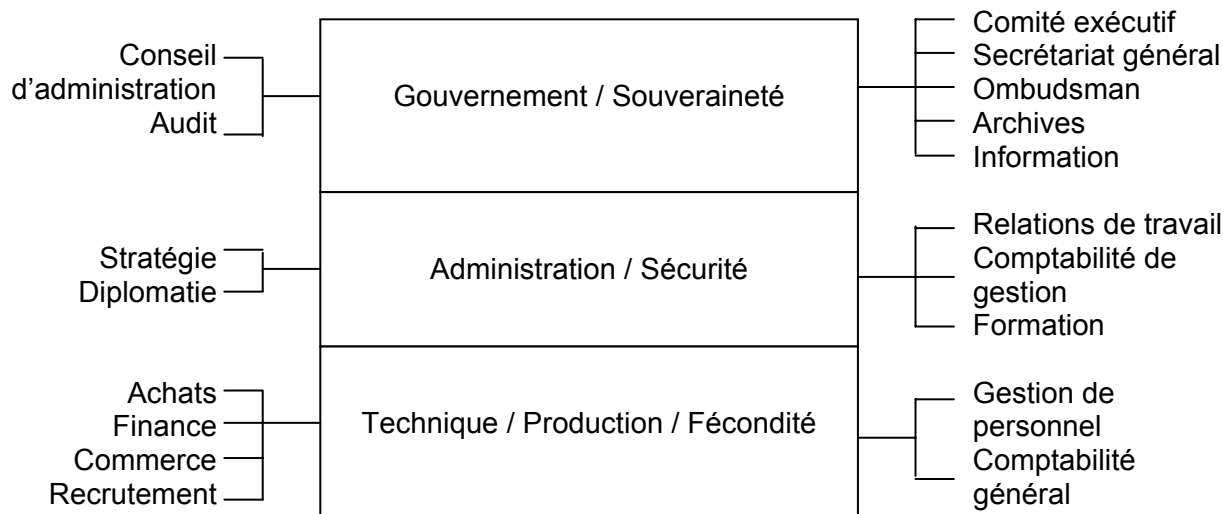 Conseil
d’administration
Audit
Gouvernement / Souveraineté
Comité exécutif
Secrétariat général
Ombudsman
Archives
Information
Stratégie
Diplomatie
Administration / Sécurité
Relations de travail
Comptabilité de
gestion
Formation
Achats
Finance
Commerce
Recrutement
Technique / Production / Fécondité
Gestion de
personnel
Comptabilité
général